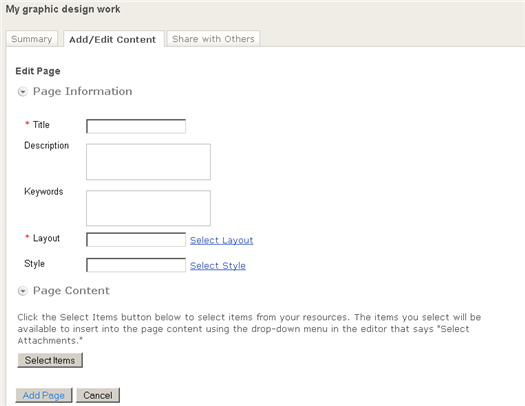 My graphic design work
Summary
Add/Edit Content
Share with Others
Edit Page
Page Information
* Title
Description
Keywords
* Layout
Select Layout
Style
Select Style
Page Content
Click the Select Items button below to select items from your resources. The items you select will be
available to insert into the page content using the drop-down menu in the editor that says "Select
Attachments."
Select Items
Add Page
Cancel